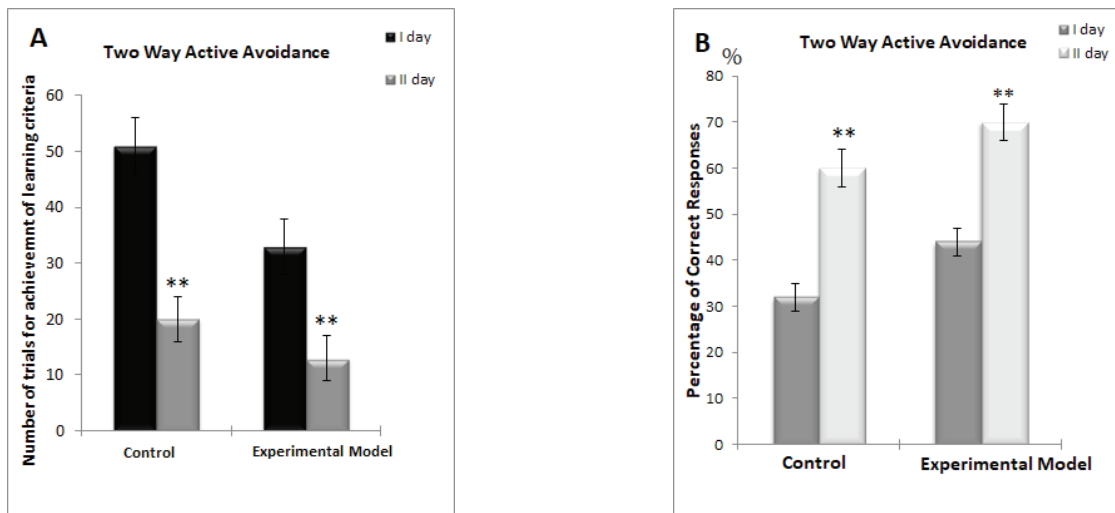 A
Two Way Active Avoidance
I day
II day
Number of trials for achievemnt of learning criteria
60
50
40
30
20
10
0
**
**
Control
Experimental Model
B
Two Way Active Avoidance
I day
II day
%
Percentage of Correct Responses
80
70
60
50
40
30
20
10
0
**
**
Control
Experimental Model